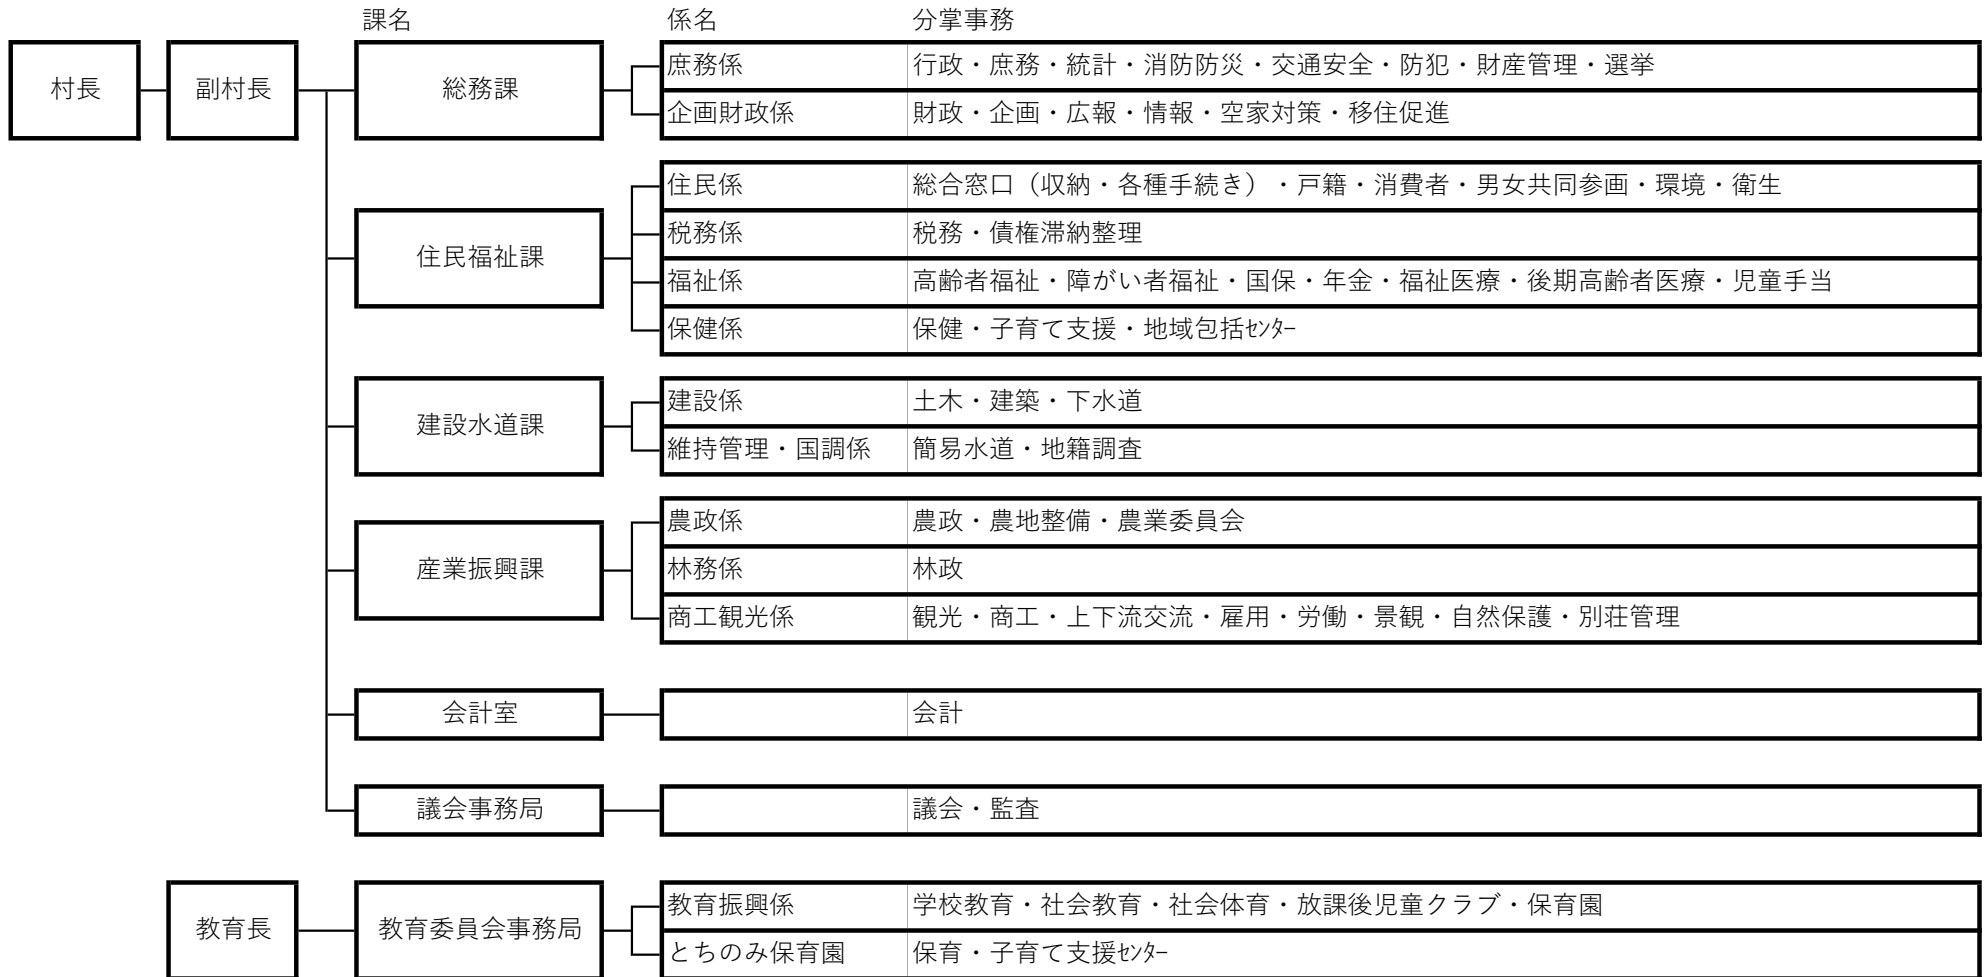 課名 係名 分掌事務
村長 副村長 総務課
庶務係 行政・庶務・統計・消防防災・交通安全・防犯・財産管理・選挙
企画財政係 財政・企画・広報・情報・空家対策・移住促進
住民福祉課
住民係 総合窓口（収納・各種手続き）・戸籍・消費者・男女共同参画・環境・衛生
税務係 税務・債権滞納整理
福祉係 高齢者福祉・障がい者福祉・国保・年金・福祉医療・後期高齢者医療・児童手当
保健係 保健・子育て支援・地域包括ｾﾝﾀｰ
建設水道課
建設係 土木・建築・下水道
維持管理・国調係 簡易水道・地籍調査
産業振興課
農政係 農政・農地整備・農業委員会
林務係 林政
商工観光係 観光・商工・上下流交流・雇用・労働・景観・自然保護・別荘管理
会計室 会計
議会事務局 議会・監査
教育長 教育委員会事務局
教育振興係 学校教育・社会教育・社会体育・放課後児童クラブ・保育園
とちのみ保育園 保育・子育て支援ｾﾝﾀｰ